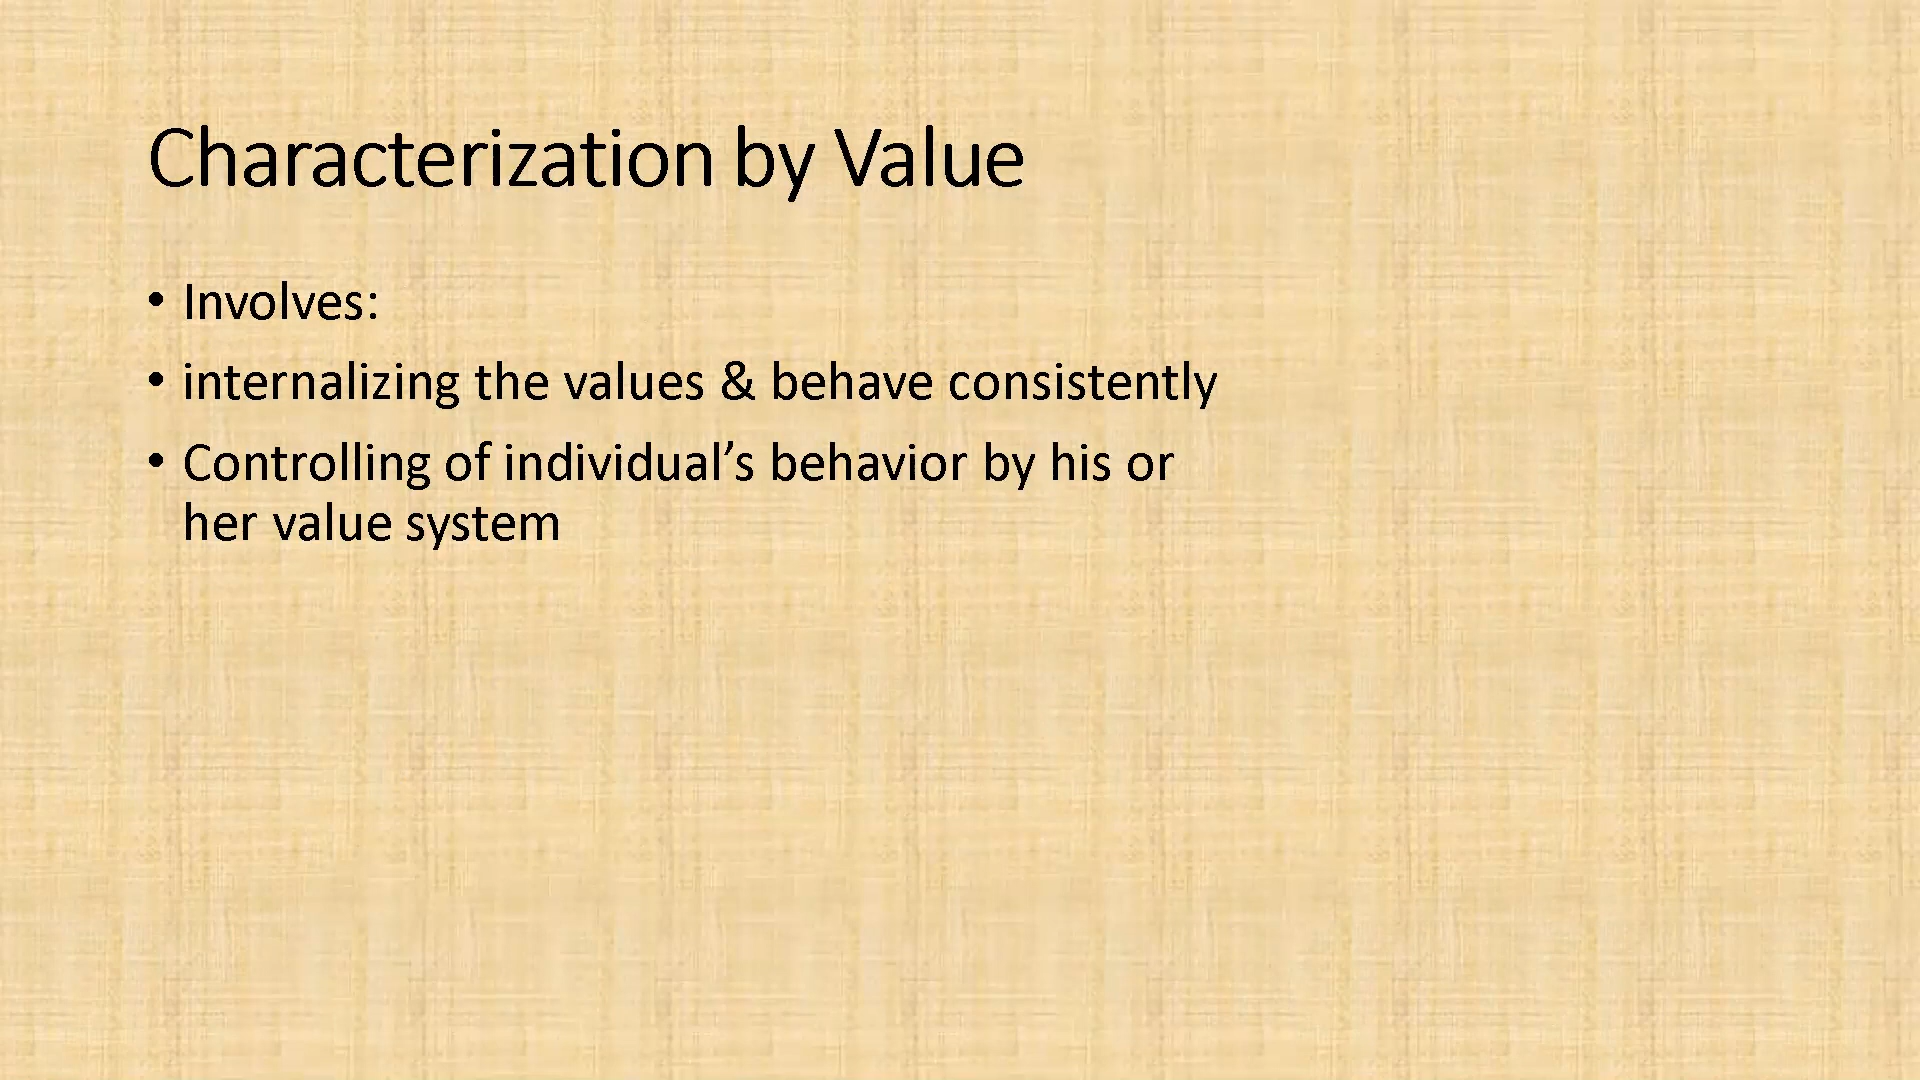 Characterization by Value
• Involves:
• internalizing the values & behave consistently
• Controlling of individual’s behavior by his or
her value system